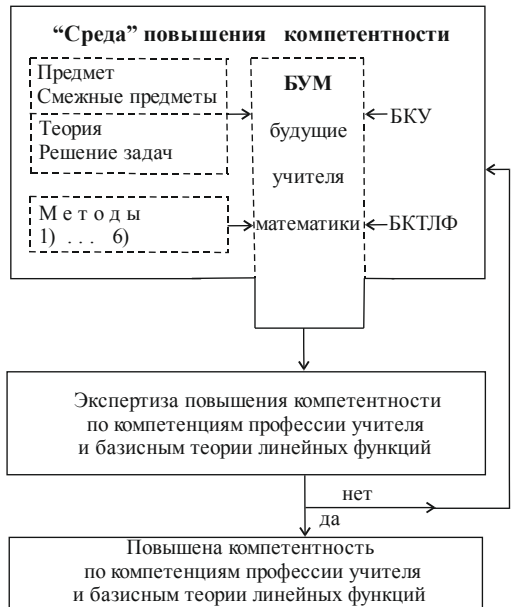 “Среда” повышения компетентности
Предмет
Смежные предметы
Теория
Решение задач
М е т о д ы
1) . . . 6)
БУМ
будущие
учителя
математики
БКУ
БКТЛФ
Экспертиза повышения компетентности
по компетенциям профессии учителя
и базисным теории линейных функций
нет
да
Повышена компетентность
по компетенциям профессии учителя
и базисным теории линейных функций